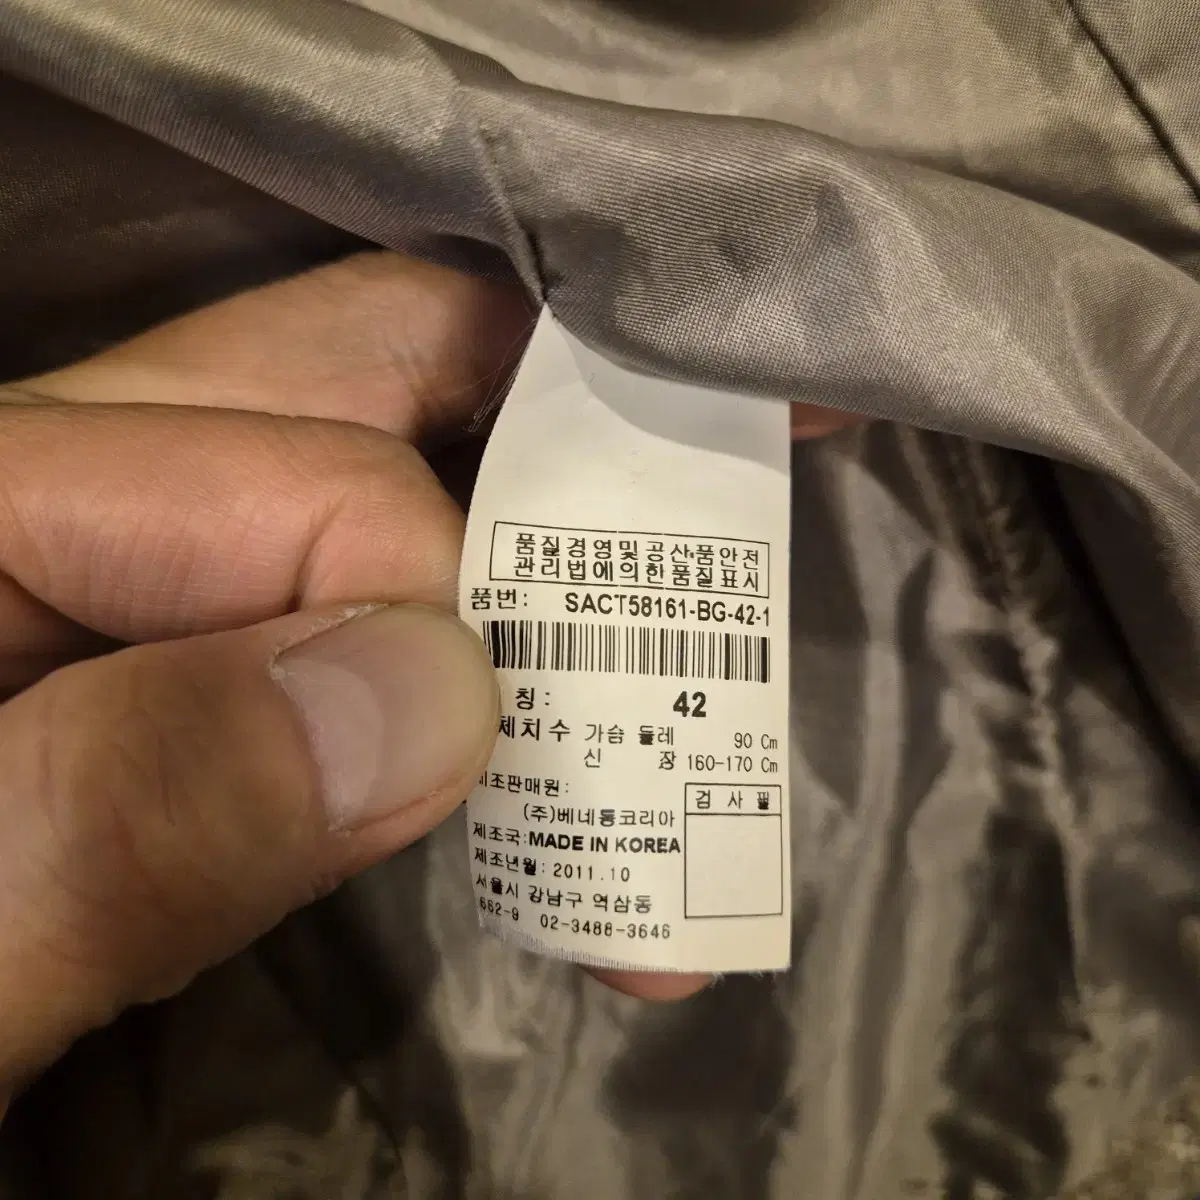 품질경영및공산품안전
관리법에의한품질표시
품번: SACT58161-BG-42-1
칭: 42
체치수 가슴 둘레 90 Cm
신 장 160-170 Cm
제조판매원:
(주)베네통코리아
검 사 필
제조국:MADE IN KOREA
제조년월: 2011.10
서울시 강남구 역삼동
662-9 02-3488-3646